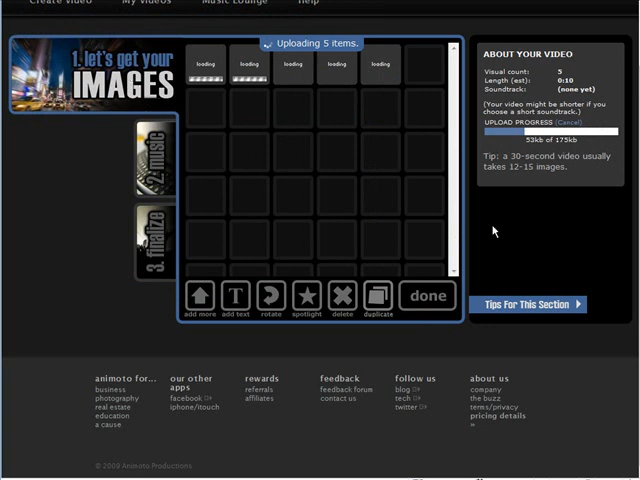 Create Video
My Videos
Music Lounge
Help
Uploading 5 items.
1. let's get your
IMAGES
loading
loading
loading
loading
loading
2. music
3. finalize
add more
add text
rotate
spotlight
delete
duplicate
done
ABOUT YOUR VIDEO
Visual count: 5
Length (est): 0:10
Soundtrack: (none yet)
(Your video might be shorter if you
choose a short soundtrack.)
UPLOAD PROGRESS (Cancel)
53kb of 175kb
Tip: a 30-second video usually
takes 12-15 images.
Tips For This Section
animoto for...
business
photography
real estate
education
a cause
our other
apps
facebook
iphone/itouch
rewards
referrals
affiliates
feedback
feedback forum
contact us
follow us
blog
tech
twitter
about us
company
the buzz
terms/privacy
pricing details
»
© 2009 Animoto Productions